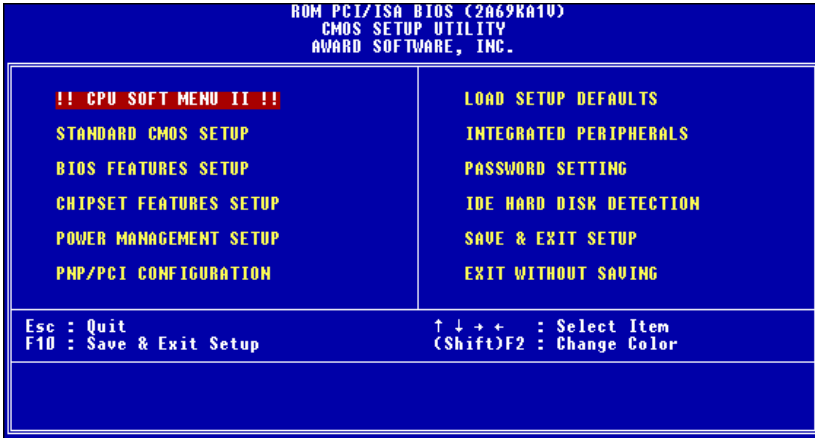 ROM PCI/ISA BIOS (2A69KA1V)
CMOS SETUP UTILITY
AWARD SOFTWARE, INC.
!! CPU SOFT MENU II !!
STANDARD CMOS SETUP
BIOS FEATURES SETUP
CHIPSET FEATURES SETUP
POWER MANAGEMENT SETUP
PNP/PCI CONFIGURATION
LOAD SETUP DEFAULTS
INTEGRATED PERIPHERALS
PASSWORD SETTING
IDE HARD DISK DETECTION
SAVE & EXIT SETUP
EXIT WITHOUT SAVING
Esc : Quit
F10 : Save & Exit Setup
↑ ↓ → ← : Select Item
(Shift)F2 : Change Color